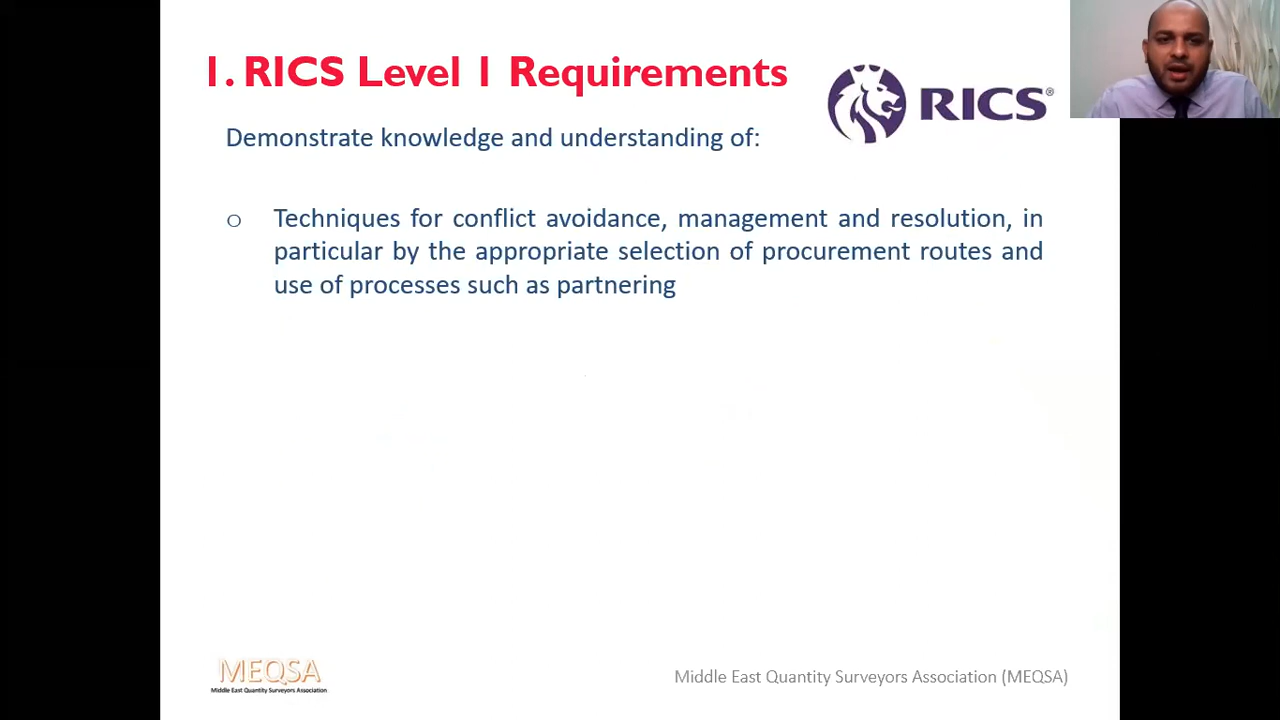 1. RICS Level 1 Requirements
RICS®
Demonstrate knowledge and understanding of:
o Techniques for conflict avoidance, management and resolution, in
particular by the appropriate selection of procurement routes and
use of processes such as partnering
MEQSA
Middle East Quantity Surveyors Association
Middle East Quantity Surveyors Association (MEQSA)